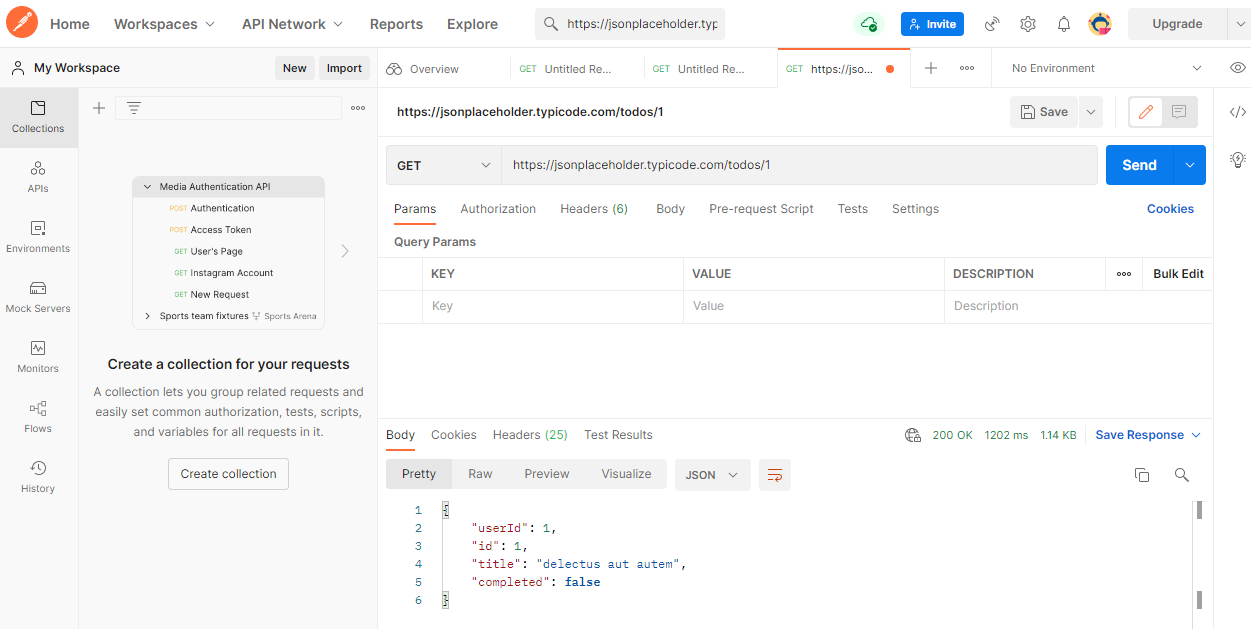 Home Workspaces API Network Reports Explore https://jsonplaceholder.typ Invite Upgrade
My Workspace New Import Overview GET Untitled Re... GET Untitled Re... GET https://jso... No Environment
Collections
APIs
Environments
Mock Servers
Monitors
Flows
History
Media Authentication API
POST Authentication
POST Access Token
GET User's Page
GET Instagram Account
GET New Request
Sports team fixtures Sports Arena
Create a collection for your requests
A collection lets you group related requests and
easily set common authorization, tests, scripts,
and variables for all requests in it.
Create collection
https://jsonplaceholder.typicode.com/todos/1 Save
GET https://jsonplaceholder.typicode.com/todos/1 Send
Params Authorization Headers (6) Body Pre-request Script Tests Settings Cookies
Query Params
KEY VALUE DESCRIPTION Bulk Edit
Key Value Description
Body Cookies Headers (25) Test Results 200 OK 1202 ms 1.14 KB Save Response
Pretty Raw Preview Visualize JSON
1 {
2 "userId": 1,
3 "id": 1,
4 "title": "delectus aut autem",
5 "completed": false
6 }